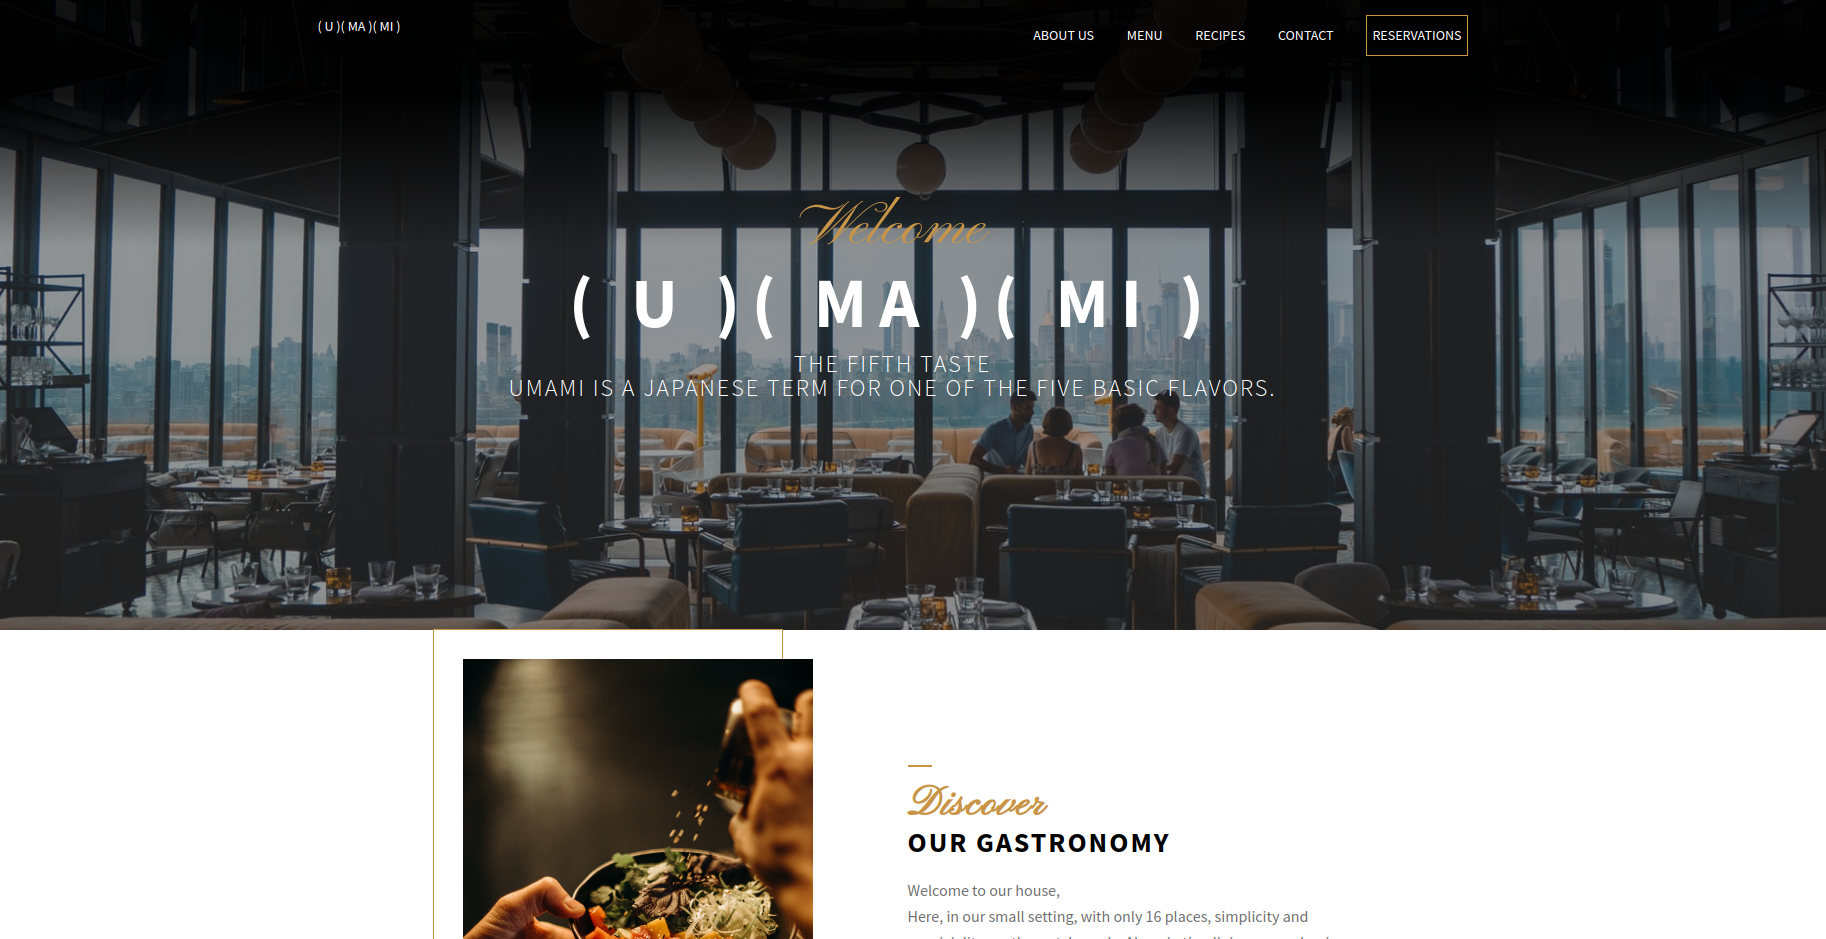 ( U )( MA )( MI )
ABOUT US
MENU
RECIPES
CONTACT
RESERVATIONS
Welcome
( U )( MA )( MI )
THE FIFTH TASTE
UMAMI IS A JAPANESE TERM FOR ONE OF THE FIVE BASIC FLAVORS.
Discover
OUR GASTRONOMY
Welcome to our house,
Here, in our small setting, with only 16 places, simplicity and